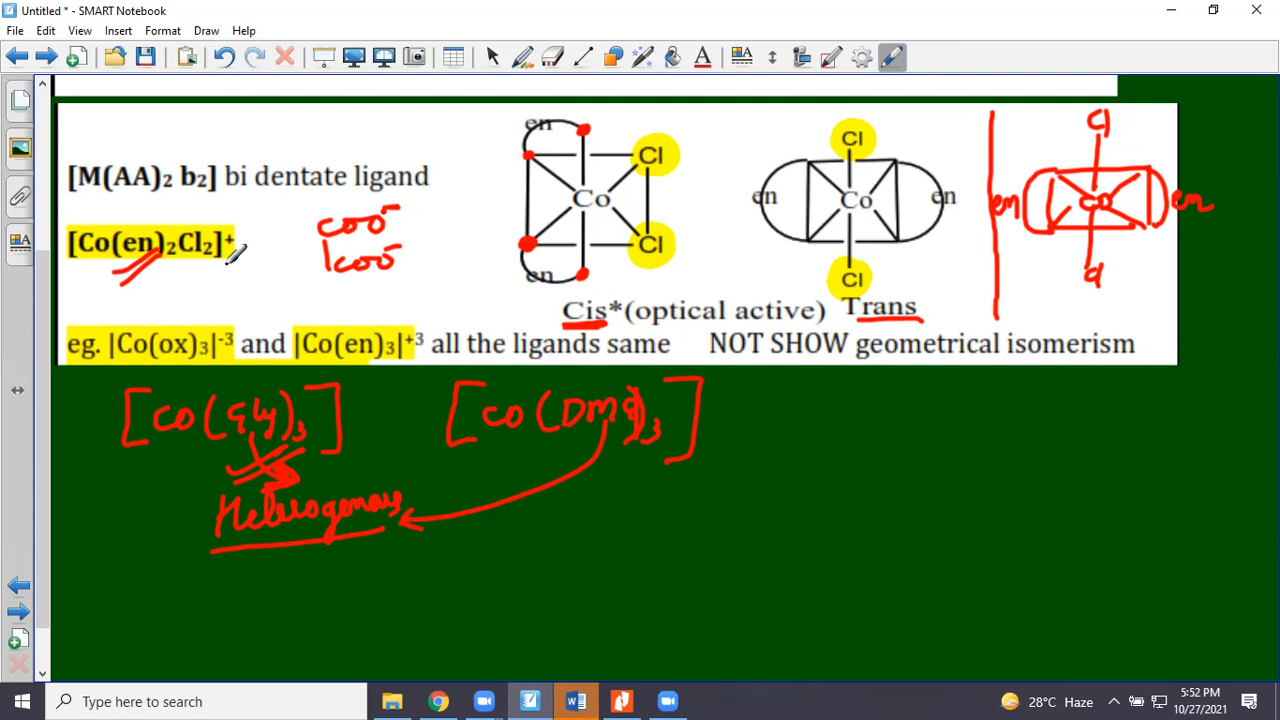 Untitled * - SMART Notebook
File Edit View Insert Format Draw Help
[M(AA)₂ b₂] bi dentate ligand
[Co(en)₂Cl₂]⁺
coo⁻
coo⁻
en
Cl
Co
Cl
en
Cis*(optical active)
Cl
en
Co
en
Cl
Trans
Cl
en
Co
en
Cl
eg. |Co(ox)₃|⁻³ and |Co(en)₃|⁺³ all the ligands same NOT SHOW geometrical isomerism
[Co(gly)₃] [Co(DMg)₃]
Heterogenous
Type here to search
28°C Haze
5:52 PM
10/27/2021